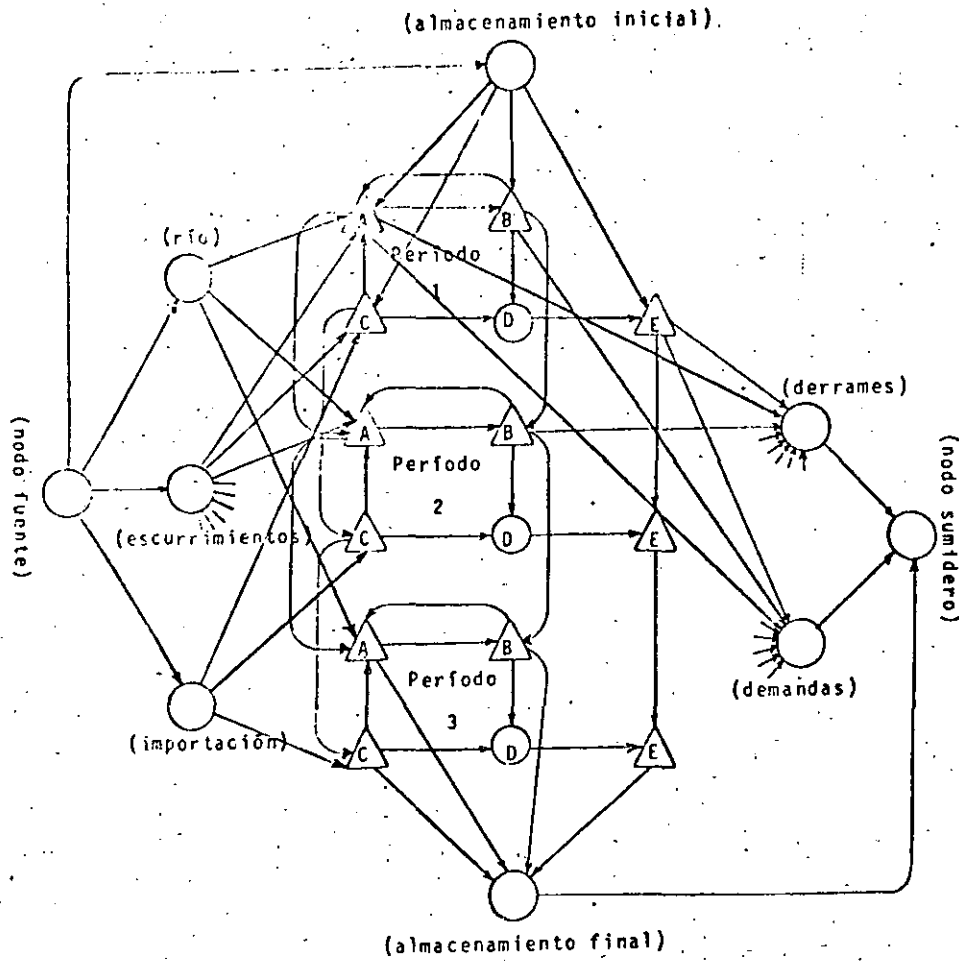 (almacenamiento inicial).
A
B
(río)
Período
1
C
D
E
(derrames)
(nodo fuente)
A
B
Período
2
(escurrimientos)
C
D
E
(nodo sumidero)
A
B
Período
3
(demandas)
(importación)
C
D
E
(almacenamiento final)